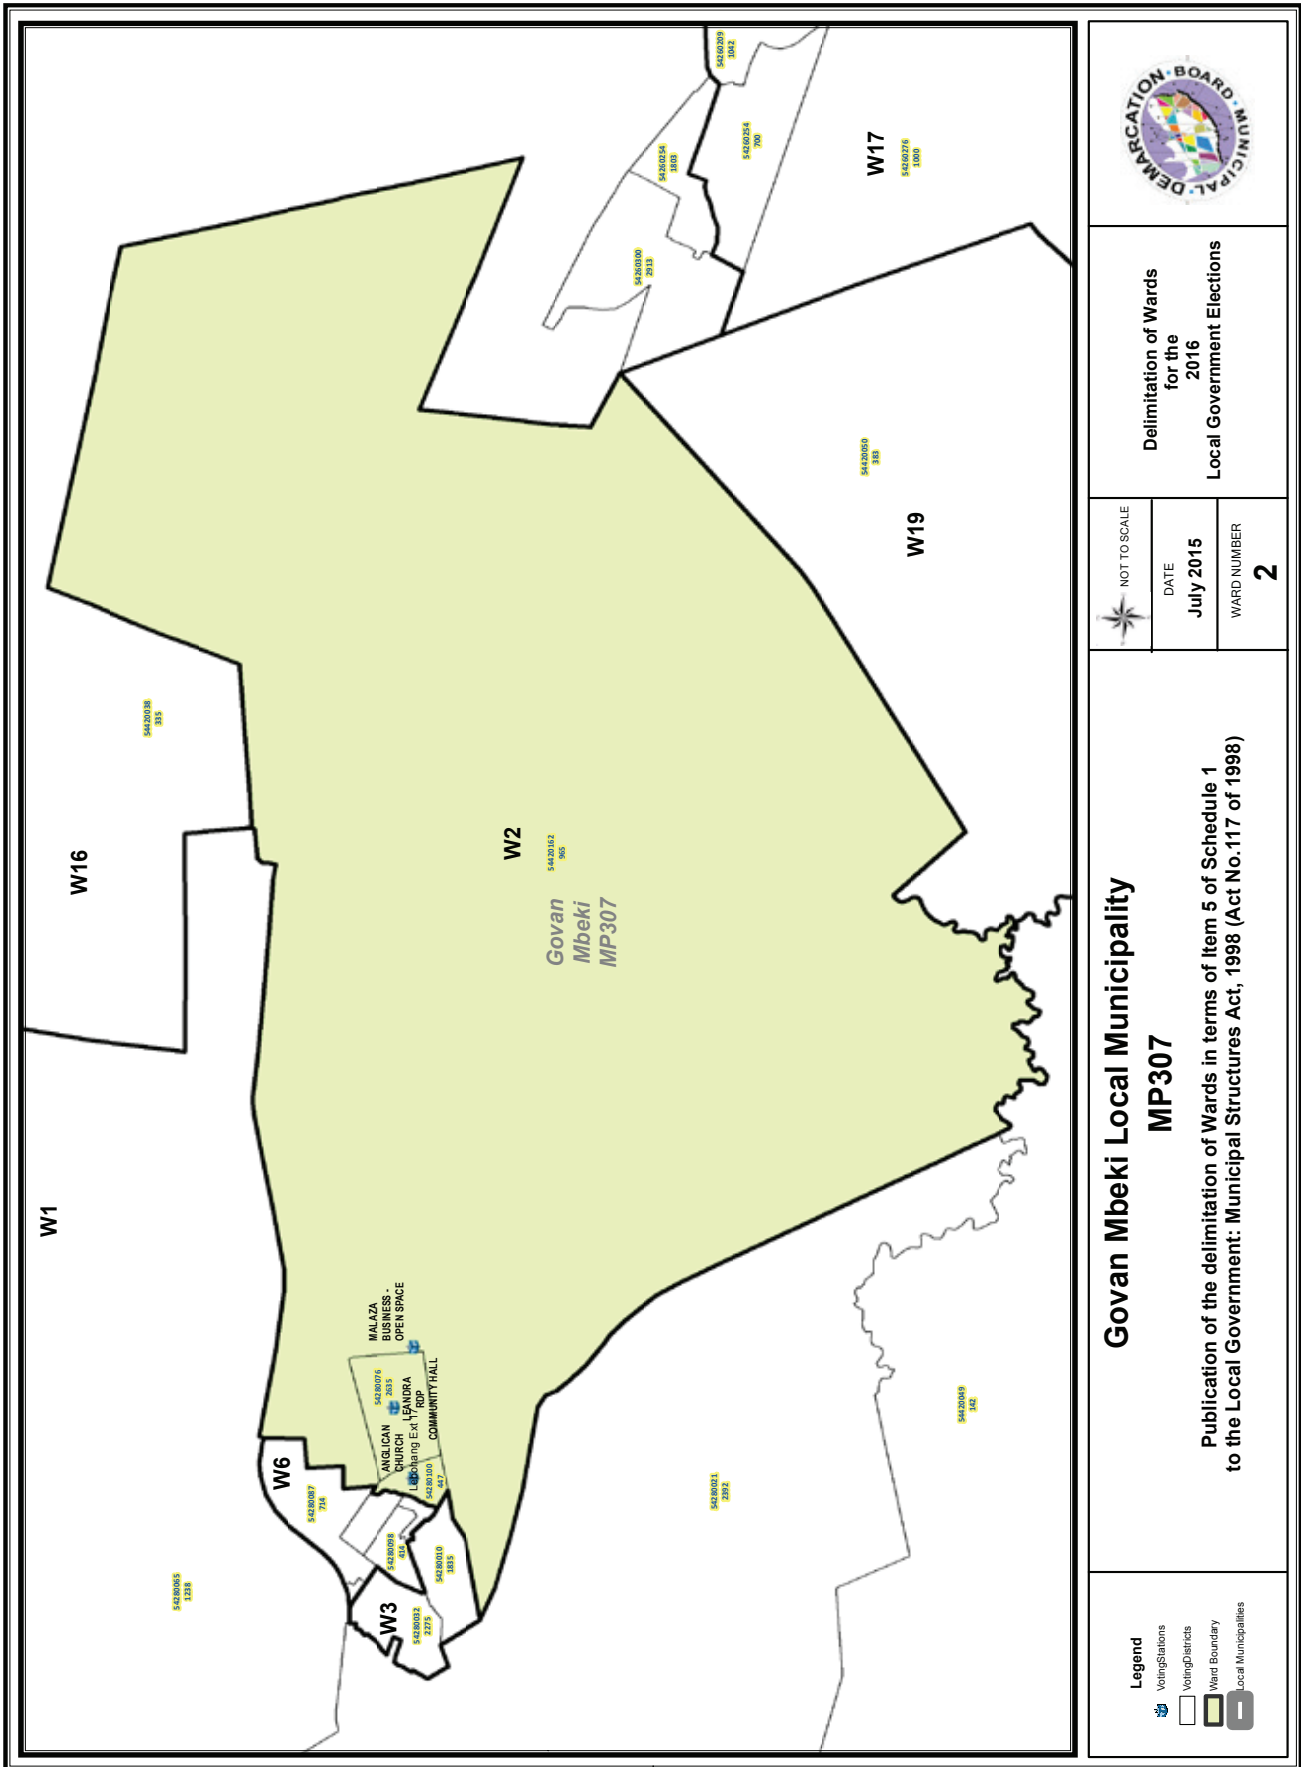 W1
W16
54420038
335
54280065
1238
W6
54280087
714
W3
54280032
2275
54280098
414
54280010
1835
54280100
447
54280076
2635
ANGLICAN
CHURCH
Lebohang Ext 17
LEANDRA
RDP
COMMUNITY HALL
MALAZA
BUSINESS -
OPEN SPACE
W2
54420162
965
Govan
Mbeki
MP307
54260300
2913
54260254
1803
54260209
1042
54260254
700
W17
54260276
1000
54420050
383
W19
54280021
2392
54420049
142
Legend
VotingStations
VotingDistricts
Ward Boundary
Local Municipalities
Govan Mbeki Local Municipality
MP307
Publication of the delimitation of Wards in terms of Item 5 of Schedule 1
to the Local Government: Municipal Structures Act, 1998 (Act No.117 of 1998)
NOT TO SCALE
DATE
July 2015
WARD NUMBER
2
Delimitation of Wards
for the
2016
Local Government Elections
MUNICIPAL • DEMARCATION • BOARD •